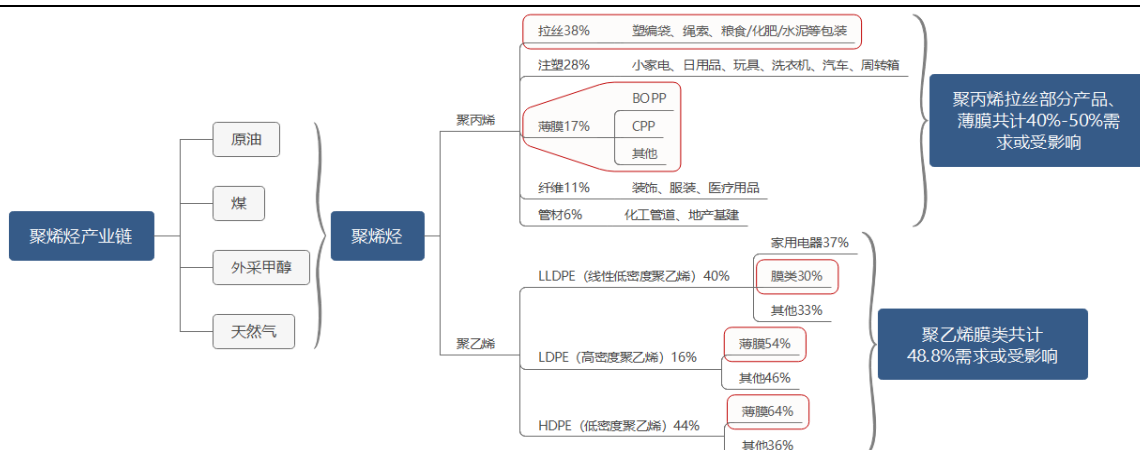 聚烯烃产业链
原油
煤
外采甲醇
天然气
聚烯烃
聚丙烯
拉丝38% 塑编袋、绳索、粮食/化肥/水泥等包装
注塑28% 小家电、日用品、玩具、洗衣机、汽车、周转箱
薄膜17%
BOPP
CPP
其他
纤维11% 装饰、服装、医疗用品
管材6% 化工管道、地产基建
聚丙烯拉丝部分产品、
薄膜共计40%-50%需
求或受影响
聚乙烯
LLDPE（线性低密度聚乙烯）40%
家用电器37%
膜类30%
其他33%
LDPE（高密度聚乙烯）16%
薄膜54%
其他46%
HDPE（低密度聚乙烯）44%
薄膜64%
其他36%
聚乙烯膜类共计
48.8%需求或受影响